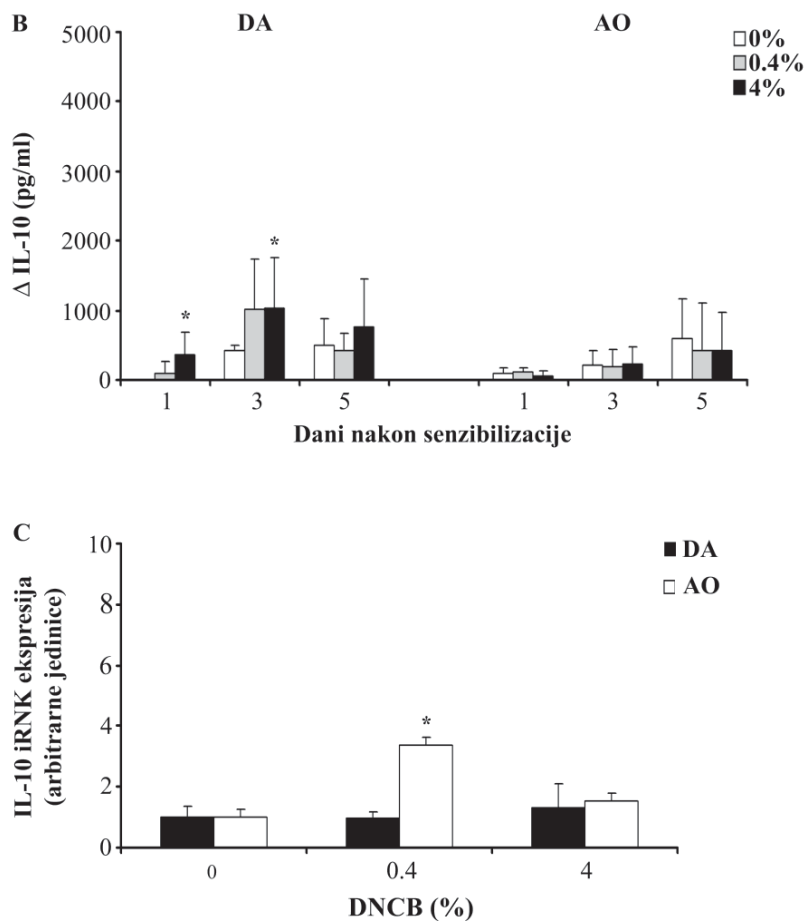 B
DA
AO
0%
0.4%
4%
5000
4000
3000
2000
1000
0
Δ IL-10 (pg/ml)
*
*
1 3 5 1 3 5
Dani nakon senzibilizacije
C
DA
AO
10
8
6
4
2
0
IL-10 iRNK ekspresija
(arbitrarne jedinice)
*
0 0.4 4
DNCB (%)